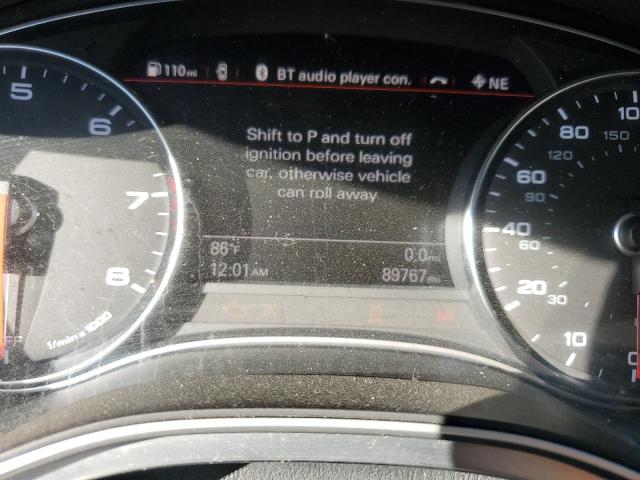 110mi BT audio player con. NE
Shift to P and turn off
ignition before leaving
car, otherwise vehicle
can roll away
86°F 0.0mi
12:01AM 89767mi
5
6
7
8
1/min x 1000
10
20
30
40
60
60
90
80
120
150